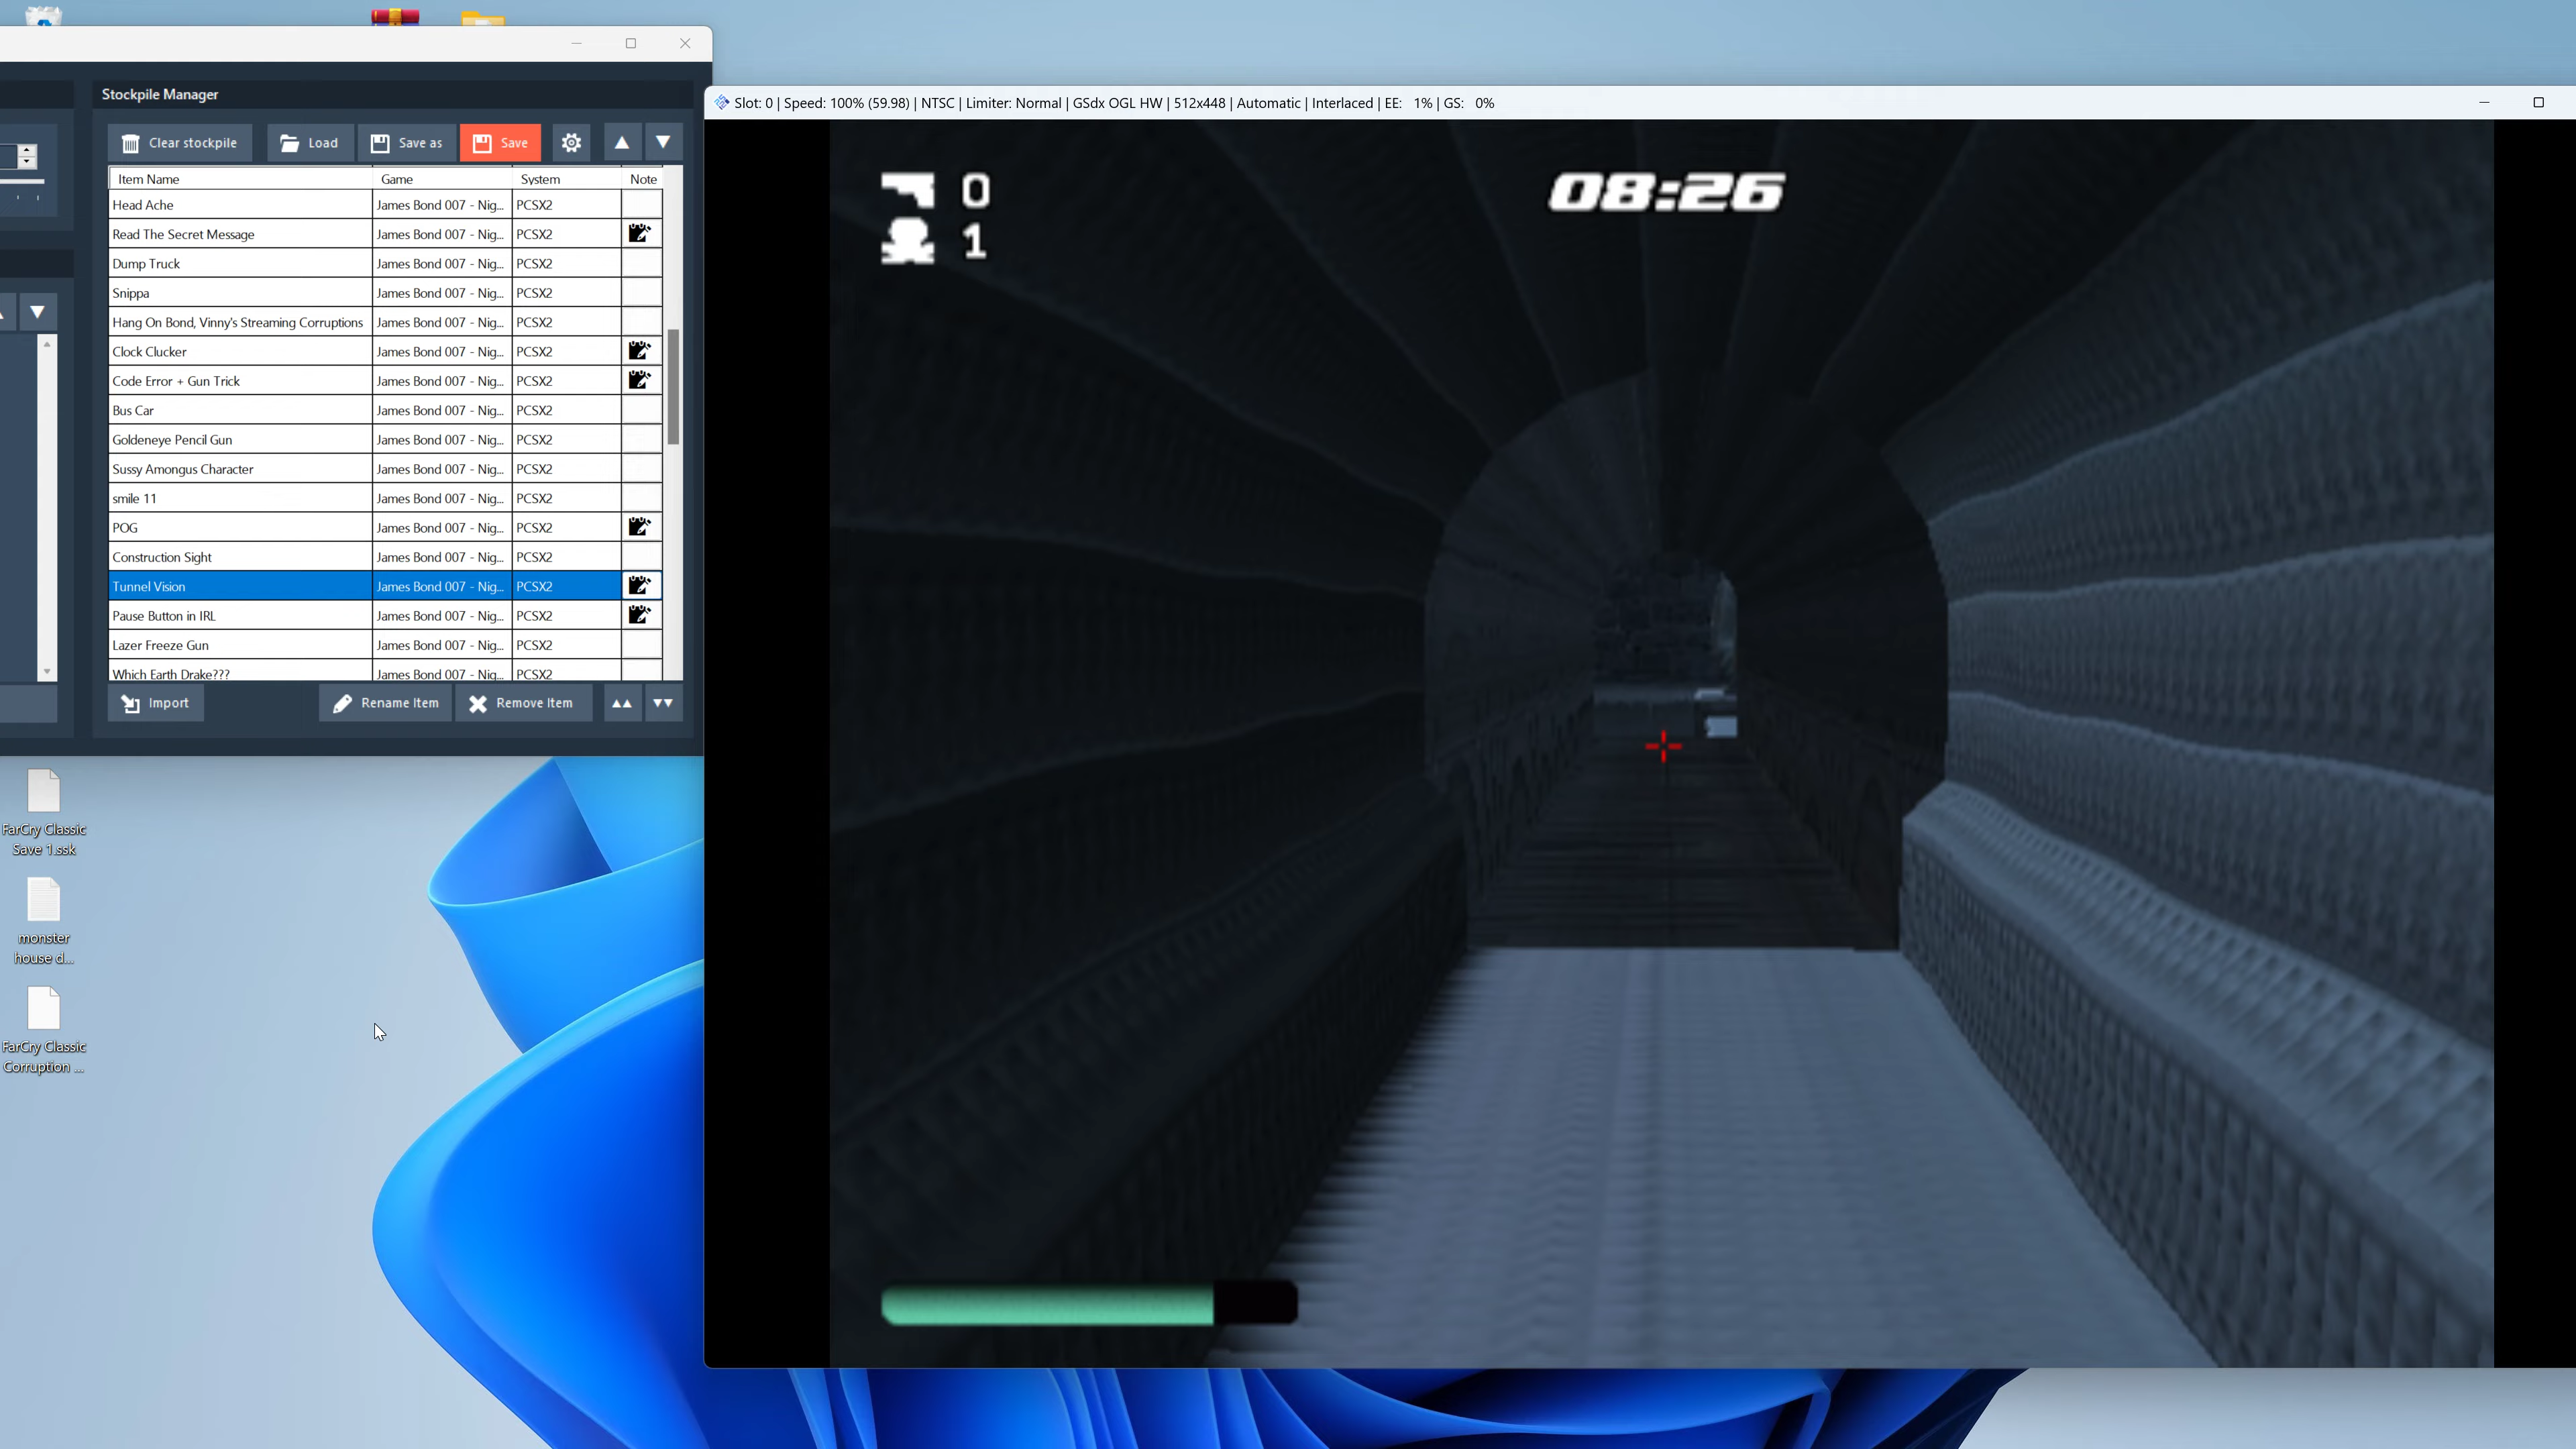 Stockpile Manager
Clear stockpile Load Save as Save
Item Name Game System Note
Head Ache James Bond 007 - Nig... PCSX2
Read The Secret Message James Bond 007 - Nig... PCSX2
Dump Truck James Bond 007 - Nig... PCSX2
Snippa James Bond 007 - Nig... PCSX2
Hang On Bond, Vinny's Streaming Corruptions James Bond 007 - Nig... PCSX2
Clock Clucker James Bond 007 - Nig... PCSX2
Code Error + Gun Trick James Bond 007 - Nig... PCSX2
Bus Car James Bond 007 - Nig... PCSX2
Goldeneye Pencil Gun James Bond 007 - Nig... PCSX2
Sussy Amongus Character James Bond 007 - Nig... PCSX2
smile 11 James Bond 007 - Nig... PCSX2
POG James Bond 007 - Nig... PCSX2
Construction Sight James Bond 007 - Nig... PCSX2
Tunnel Vision James Bond 007 - Nig... PCSX2
Pause Button in IRL James Bond 007 - Nig... PCSX2
Lazer Freeze Gun James Bond 007 - Nig... PCSX2
Which Earth Drake??? James Bond 007 - Nig... PCSX2
Import Rename Item Remove Item
FarCry Classic
Save 1.ssk
monster
house d...
FarCry Classic
Corruption ...
Slot: 0 | Speed: 100% (59.98) | NTSC | Limiter: Normal | GSdx OGL HW | 512x448 | Automatic | Interlaced | EE: 1% | GS: 0%
0
08:26
1